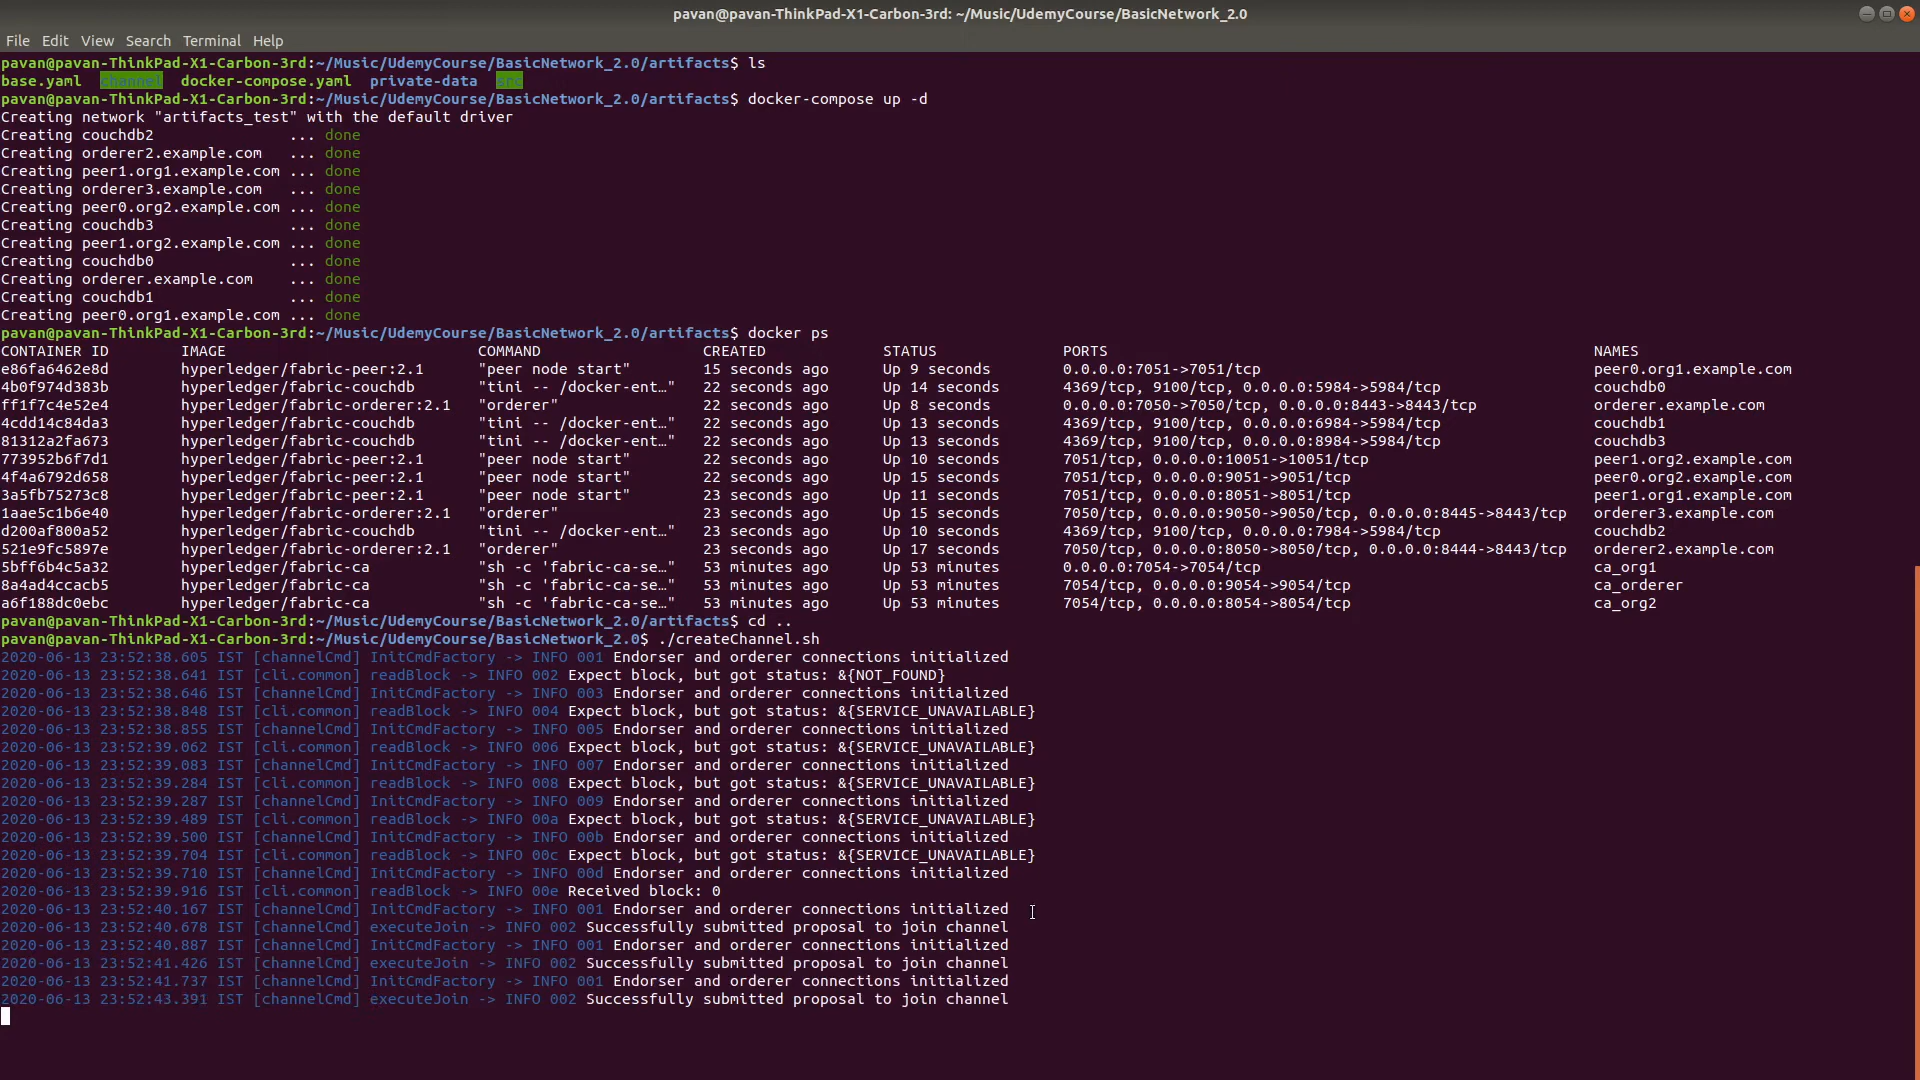 pavan@pavan-ThinkPad-X1-Carbon-3rd: ~/Music/UdemyCourse/BasicNetwork_2.0
File Edit View Search Terminal Help
pavan@pavan-ThinkPad-X1-Carbon-3rd:~/Music/UdemyCourse/BasicNetwork_2.0/artifacts$ ls
base.yaml channel docker-compose.yaml private-data src
pavan@pavan-ThinkPad-X1-Carbon-3rd:~/Music/UdemyCourse/BasicNetwork_2.0/artifacts$ docker-compose up -d
Creating network "artifacts_test" with the default driver
Creating couchdb2 ... done
Creating orderer2.example.com ... done
Creating peer1.org1.example.com ... done
Creating orderer3.example.com ... done
Creating peer0.org2.example.com ... done
Creating couchdb3 ... done
Creating peer1.org2.example.com ... done
Creating couchdb0 ... done
Creating orderer.example.com ... done
Creating couchdb1 ... done
Creating peer0.org1.example.com ... done
pavan@pavan-ThinkPad-X1-Carbon-3rd:~/Music/UdemyCourse/BasicNetwork_2.0/artifacts$ docker ps
CONTAINER ID IMAGE COMMAND CREATED STATUS PORTS NAMES
e86fa6462e8d hyperledger/fabric-peer:2.1 "peer node start" 15 seconds ago Up 9 seconds 0.0.0.0:7051->7051/tcp peer0.org1.example.com
4b0f974d383b hyperledger/fabric-couchdb "tini -- /docker-ent…" 22 seconds ago Up 14 seconds 4369/tcp, 9100/tcp, 0.0.0.0:5984->5984/tcp couchdb0
ff1f7c4e52e4 hyperledger/fabric-orderer:2.1 "orderer" 22 seconds ago Up 8 seconds 0.0.0.0:7050->7050/tcp, 0.0.0.0:8443->8443/tcp orderer.example.com
4cdd14c84da3 hyperledger/fabric-couchdb "tini -- /docker-ent…" 22 seconds ago Up 13 seconds 4369/tcp, 9100/tcp, 0.0.0.0:6984->5984/tcp couchdb1
81312a2fa673 hyperledger/fabric-couchdb "tini -- /docker-ent…" 22 seconds ago Up 13 seconds 4369/tcp, 9100/tcp, 0.0.0.0:8984->5984/tcp couchdb3
773952b6f7d1 hyperledger/fabric-peer:2.1 "peer node start" 22 seconds ago Up 10 seconds 7051/tcp, 0.0.0.0:10051->10051/tcp peer1.org2.example.com
4f4a6792d658 hyperledger/fabric-peer:2.1 "peer node start" 22 seconds ago Up 15 seconds 7051/tcp, 0.0.0.0:9051->9051/tcp peer0.org2.example.com
3a5fb75273c8 hyperledger/fabric-peer:2.1 "peer node start" 23 seconds ago Up 11 seconds 7051/tcp, 0.0.0.0:8051->8051/tcp peer1.org1.example.com
1aae5c1b6e40 hyperledger/fabric-orderer:2.1 "orderer" 23 seconds ago Up 15 seconds 7050/tcp, 0.0.0.0:9050->9050/tcp, 0.0.0.0:8445->8443/tcp orderer3.example.com
d200af800a52 hyperledger/fabric-couchdb "tini -- /docker-ent…" 23 seconds ago Up 10 seconds 4369/tcp, 9100/tcp, 0.0.0.0:7984->5984/tcp couchdb2
521e9fc5897e hyperledger/fabric-orderer:2.1 "orderer" 23 seconds ago Up 17 seconds 7050/tcp, 0.0.0.0:8050->8050/tcp, 0.0.0.0:8444->8443/tcp orderer2.example.com
5bff6b4c5a32 hyperledger/fabric-ca "sh -c 'fabric-ca-se…" 53 minutes ago Up 53 minutes 0.0.0.0:7054->7054/tcp ca_org1
8a4ad4ccacb5 hyperledger/fabric-ca "sh -c 'fabric-ca-se…" 53 minutes ago Up 53 minutes 7054/tcp, 0.0.0.0:9054->9054/tcp ca_orderer
a6f188dc0ebc hyperledger/fabric-ca "sh -c 'fabric-ca-se…" 53 minutes ago Up 53 minutes 7054/tcp, 0.0.0.0:8054->8054/tcp ca_org2
pavan@pavan-ThinkPad-X1-Carbon-3rd:~/Music/UdemyCourse/BasicNetwork_2.0/artifacts$ cd ..
pavan@pavan-ThinkPad-X1-Carbon-3rd:~/Music/UdemyCourse/BasicNetwork_2.0$ ./createChannel.sh
2020-06-13 23:52:38.605 IST [channelCmd] InitCmdFactory -> INFO 001 Endorser and orderer connections initialized
2020-06-13 23:52:38.641 IST [cli.common] readBlock -> INFO 002 Expect block, but got status: &{NOT_FOUND}
2020-06-13 23:52:38.646 IST [channelCmd] InitCmdFactory -> INFO 003 Endorser and orderer connections initialized
2020-06-13 23:52:38.848 IST [cli.common] readBlock -> INFO 004 Expect block, but got status: &{SERVICE_UNAVAILABLE}
2020-06-13 23:52:38.855 IST [channelCmd] InitCmdFactory -> INFO 005 Endorser and orderer connections initialized
2020-06-13 23:52:39.062 IST [cli.common] readBlock -> INFO 006 Expect block, but got status: &{SERVICE_UNAVAILABLE}
2020-06-13 23:52:39.083 IST [channelCmd] InitCmdFactory -> INFO 007 Endorser and orderer connections initialized
2020-06-13 23:52:39.284 IST [cli.common] readBlock -> INFO 008 Expect block, but got status: &{SERVICE_UNAVAILABLE}
2020-06-13 23:52:39.287 IST [channelCmd] InitCmdFactory -> INFO 009 Endorser and orderer connections initialized
2020-06-13 23:52:39.489 IST [cli.common] readBlock -> INFO 00a Expect block, but got status: &{SERVICE_UNAVAILABLE}
2020-06-13 23:52:39.500 IST [channelCmd] InitCmdFactory -> INFO 00b Endorser and orderer connections initialized
2020-06-13 23:52:39.704 IST [cli.common] readBlock -> INFO 00c Expect block, but got status: &{SERVICE_UNAVAILABLE}
2020-06-13 23:52:39.710 IST [channelCmd] InitCmdFactory -> INFO 00d Endorser and orderer connections initialized
2020-06-13 23:52:39.916 IST [cli.common] readBlock -> INFO 00e Received block: 0
2020-06-13 23:52:40.167 IST [channelCmd] InitCmdFactory -> INFO 001 Endorser and orderer connections initialized
2020-06-13 23:52:40.678 IST [channelCmd] executeJoin -> INFO 002 Successfully submitted proposal to join channel
2020-06-13 23:52:40.887 IST [channelCmd] InitCmdFactory -> INFO 001 Endorser and orderer connections initialized
2020-06-13 23:52:41.426 IST [channelCmd] executeJoin -> INFO 002 Successfully submitted proposal to join channel
2020-06-13 23:52:41.737 IST [channelCmd] InitCmdFactory -> INFO 001 Endorser and orderer connections initialized
2020-06-13 23:52:43.391 IST [channelCmd] executeJoin -> INFO 002 Successfully submitted proposal to join channel